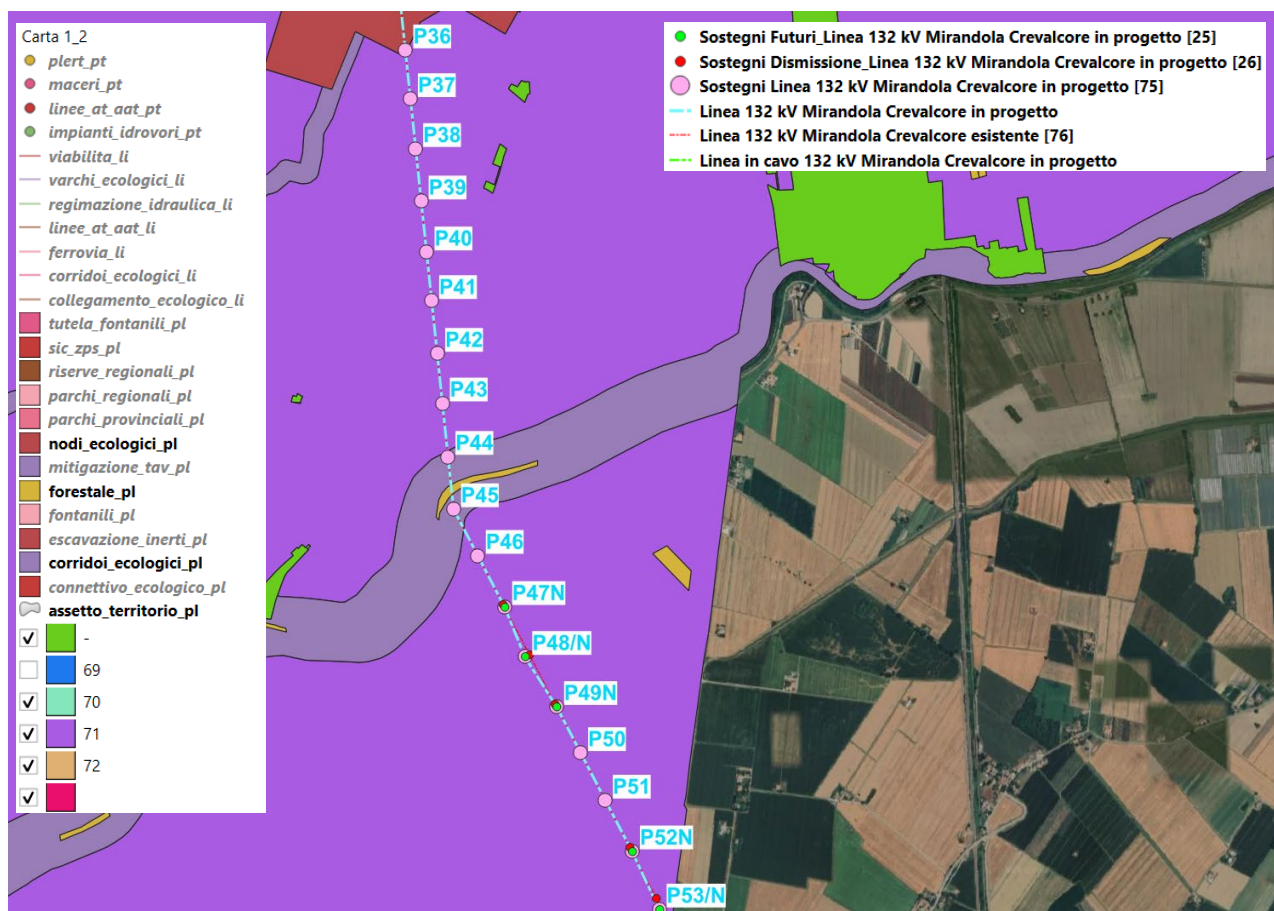 Carta 1_2
plert_pt
maceri_pt
linee_at_aat_pt
impianti_idrovori_pt
viabilita_li
varchi_ecologici_li
regimazione_idraulica_li
linee_at_aat_li
ferrovia_li
corridoi_ecologici_li
collegamento_ecologico_li
tutela_fontanili_pl
sic_zps_pl
riserve_regionali_pl
parchi_regionali_pl
parchi_provinciali_pl
nodi_ecologici_pl
mitigazione_tav_pl
forestale_pl
fontanili_pl
escavazione_inerti_pl
corridoi_ecologici_pl
connettivo_ecologico_pl
assetto_territorio_pl
-
69
70
71
72
Sostegni Futuri_Linea 132 kV Mirandola Crevalcore in progetto [25]
Sostegni Dismissione_Linea 132 kV Mirandola Crevalcore in progetto [26]
Sostegni Linea 132 kV Mirandola Crevalcore in progetto [75]
Linea 132 kV Mirandola Crevalcore in progetto
Linea 132 kV Mirandola Crevalcore esistente [76]
Linea in cavo 132 kV Mirandola Crevalcore in progetto
P36
P37
P38
P39
P40
P41
P42
P43
P44
P45
P46
P47N
P48/N
P49N
P50
P51
P52N
P53/N